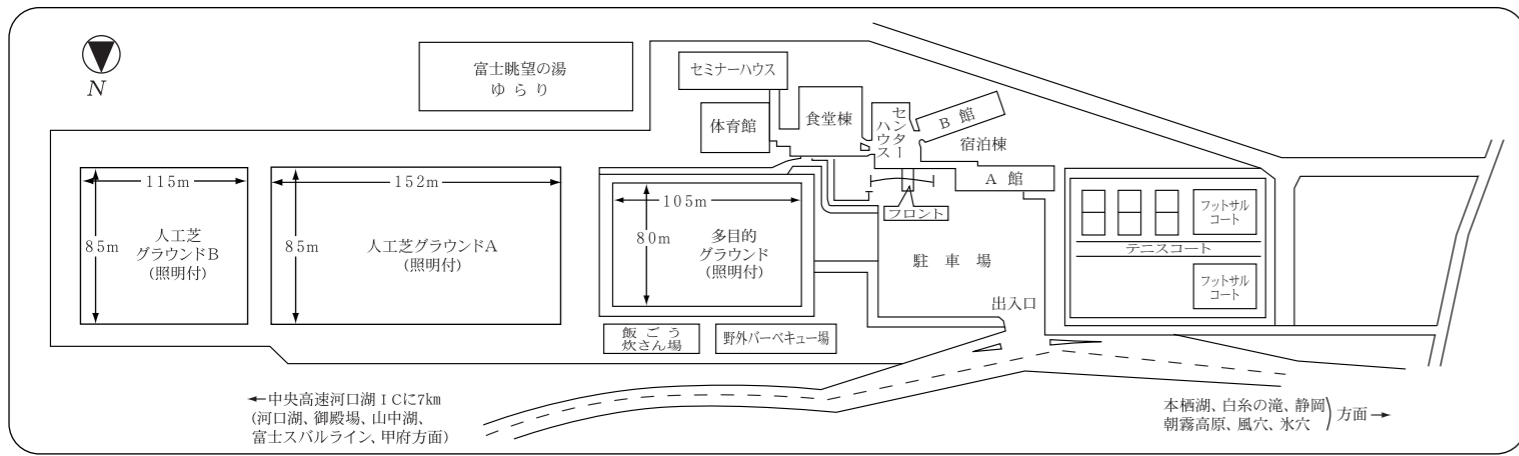 N
富士眺望の湯
ゆらり
セミナーハウス
体育館
食堂棟
センター
ハウス
B 館
宿泊棟
A 館
フロント
115m
85m
人工芝
グラウンドB
(照明付)
152m
85m
人工芝グラウンドA
(照明付)
105m
80m
多目的
グラウンド
(照明付)
駐車場
出入口
フットサル
コート
テニスコート
フットサル
コート
飯ごう
炊さん場
野外バーベキュー場
←中央高速河口湖ICに7㎞
(河口湖、御殿場、山中湖、
富士スバルライン、甲府方面)
本栖湖、白糸の滝、静岡
朝霧高原、風穴、氷穴
)方面→